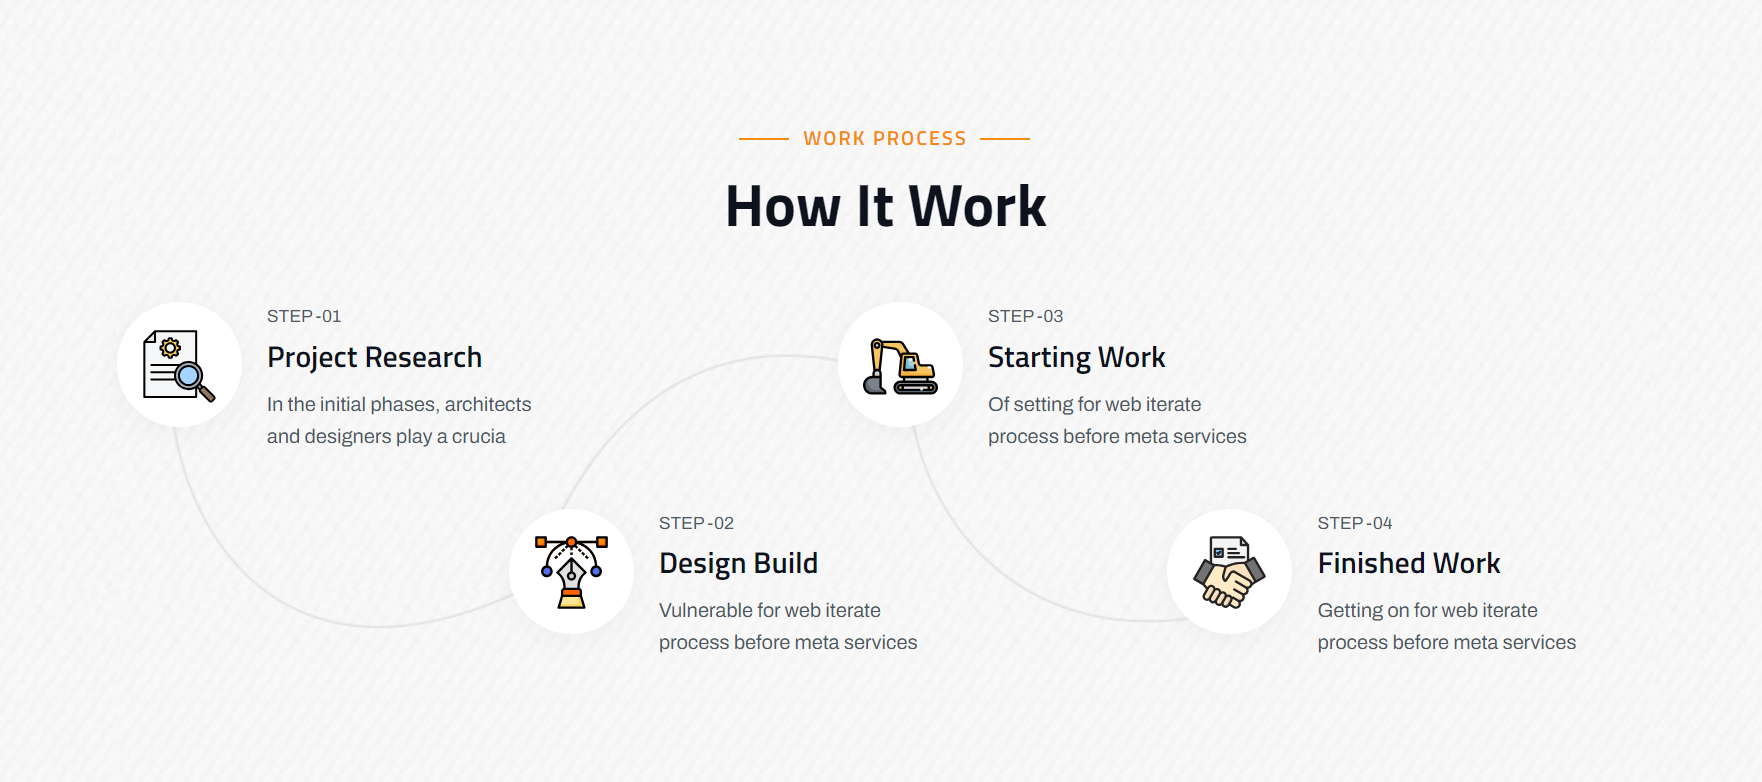 WORK PROCESS
How It Work
STEP-01
Project Research
In the initial phases, architects
and designers play a crucia
STEP-02
Design Build
Vulnerable for web iterate
process before meta services
STEP-03
Starting Work
Of setting for web iterate
process before meta services
STEP-04
Finished Work
Getting on for web iterate
process before meta services